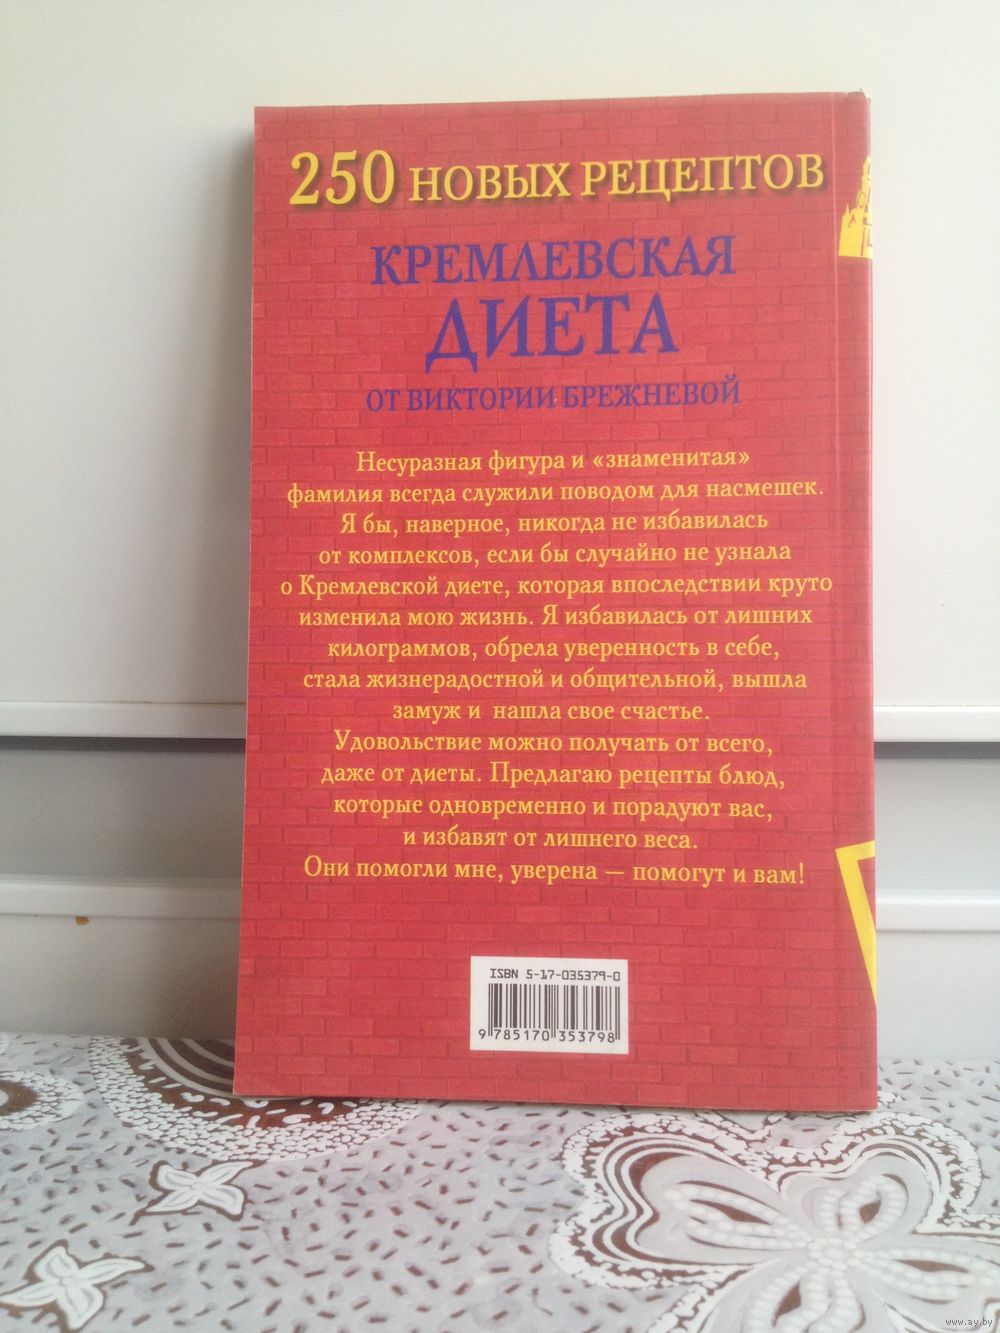 250 НОВЫХ РЕЦЕПТОВ
КРЕМЛЕВСКАЯ
ДИЕТА
ОТ ВИКТОРИИ БРЕЖНЕВОЙ
Несуразная фигура и «знаменитая»
фамилия всегда служили поводом для насмешек.
Я бы, наверное, никогда не избавилась
от комплексов, если бы случайно не узнала
о Кремлевской диете, которая впоследствии круто
изменила мою жизнь. Я избавилась от лишних
килограммов, обрела уверенность в себе,
стала жизнерадостной и общительной, вышла
замуж и нашла свое счастье.
Удовольствие можно получать от всего,
даже от диеты. Предлагаю рецепты блюд,
которые одновременно и порадуют вас,
и избавят от лишнего веса.
Они помогли мне, уверена — помогут и вам!
ISBN 5-17-035379-0
9 785170 353798
www.ay.by